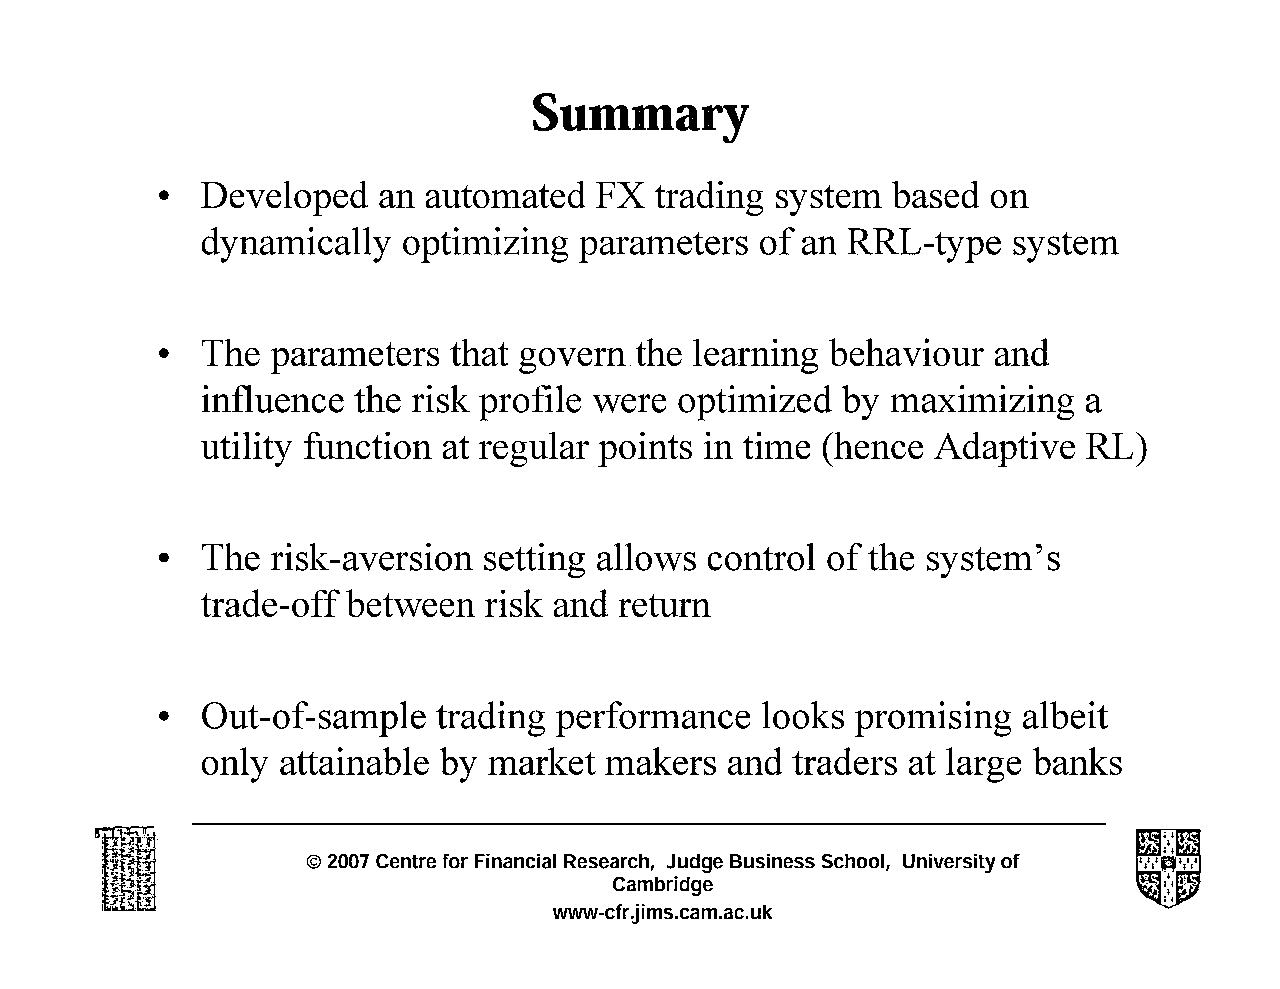 Summary
• Developed an automated FX trading system based on
dynamically optimizing parameters of an RRL-type system
• The parameters that govern the learning behaviour and
influence the risk profile were optimized by maximizing a
utility function at regular points in time (hence Adaptive RL)
• The risk-aversion setting allows control of the system’s
trade-off between risk and return
• Out-of-sample trading performance looks promising albeit
only attainable by market makers and traders at large banks
© 2007 Centre for Financial Research, Judge Business School, University of
Cambridge
www-cfr.jims.cam.ac.uk